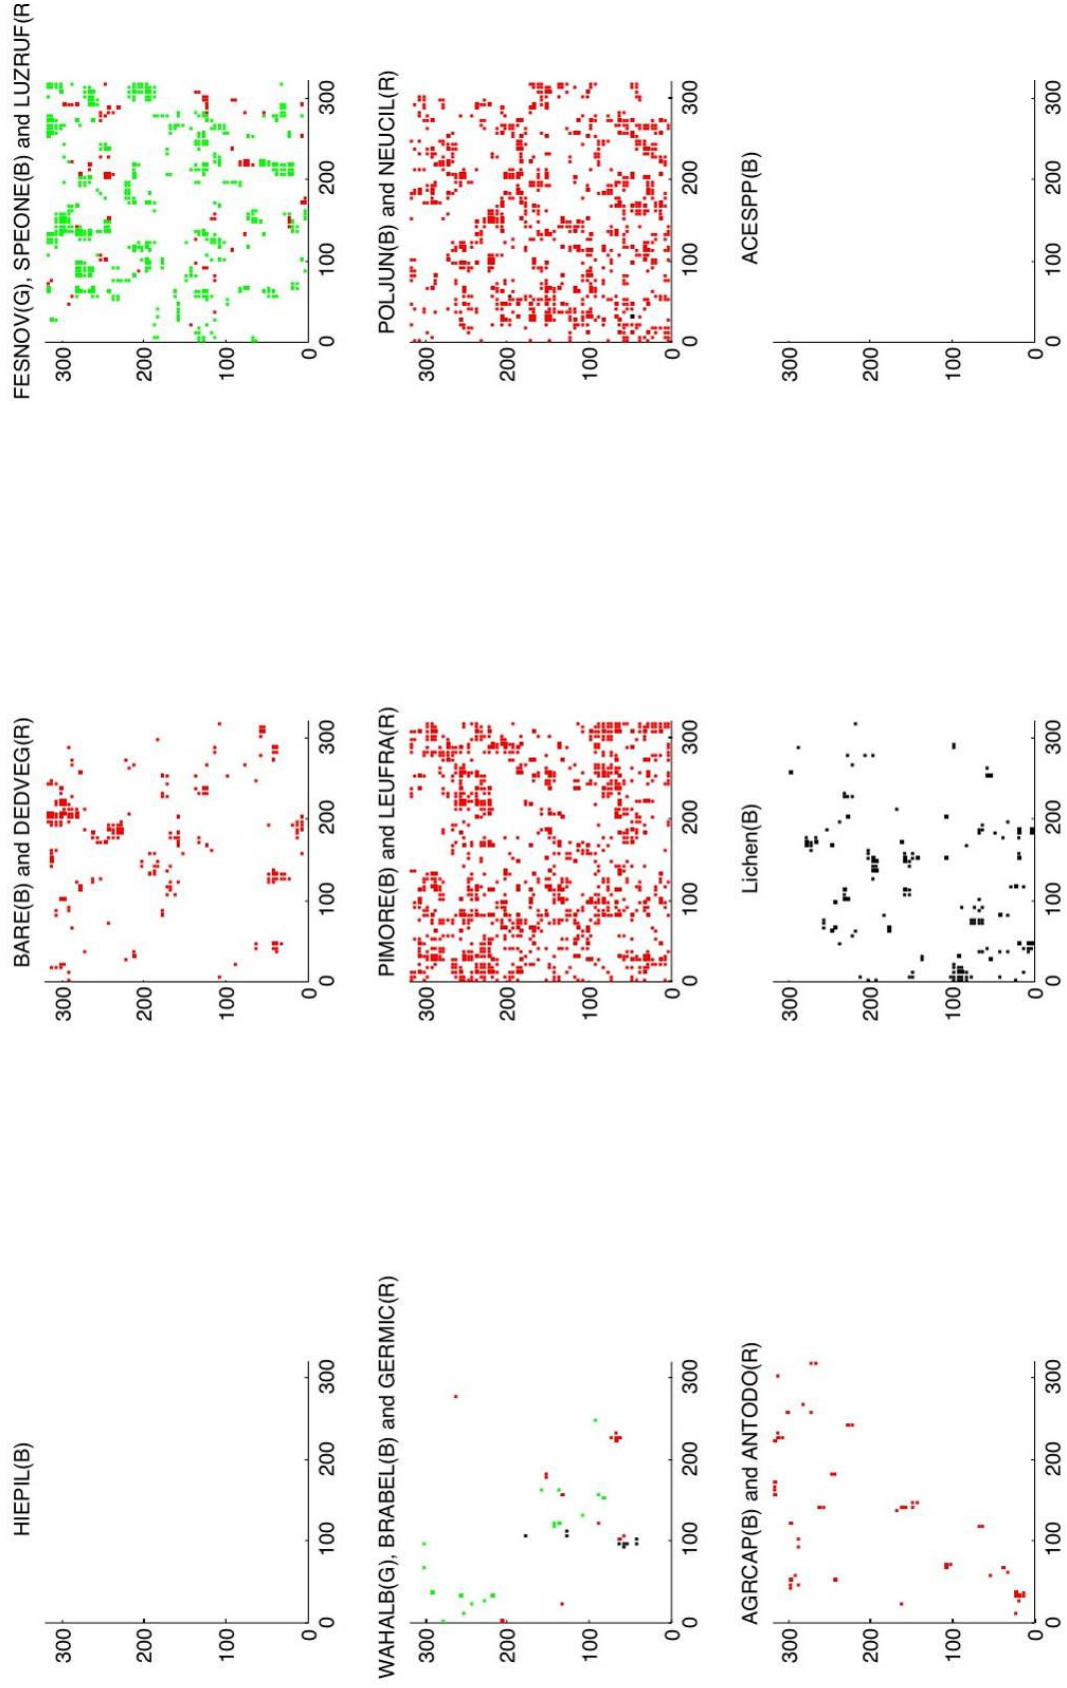 HIEPIL(B)
300
200
100
0
0 100 200 300
BARE(B) and DEDVEG(R)
300
200
100
0
0 100 200 300
FESNOV(G), SPEONE(B) and LUZRUF(R
300
200
100
0
0 100 200 300
WAHALB(G), BRABEL(B) and GERMIC(R)
300
200
100
0
0 100 200 300
PIMORE(B) and LEUFRA(R)
300
200
100
0
0 100 200 300
POLJUN(B) and NEUCIL(R)
300
200
100
0
0 100 200 300
AGRCAP(B) and ANTODO(R)
300
200
100
0
0 100 200 300
Lichen(B)
300
200
100
0
0 100 200 300
ACESPP(B)
300
200
100
0
0 100 200 300